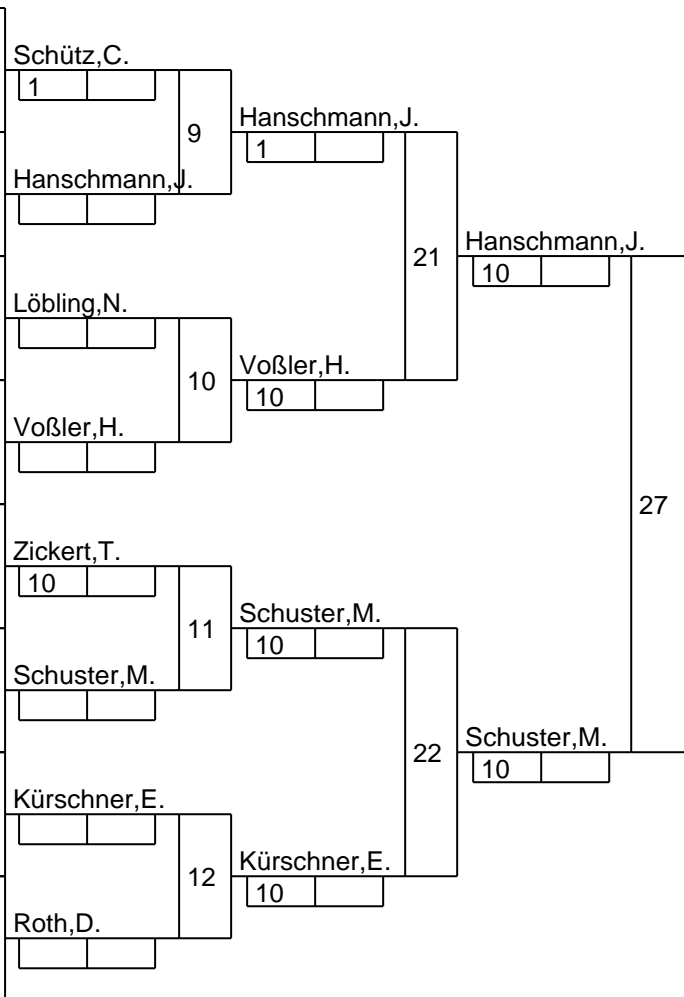 Schütz,C.
1
9
Hanschmann,J.
Hanschmann,J.
1
21
Hanschmann,J.
10
Löbling,N.
10
Voßler,H.
10
Voßler,H.
27
Zickert,T.
10
11
Schuster,M.
10
Schuster,M.
22
Schuster,M.
10
Kürschner,E.
12
Kürschner,E.
10
Roth,D.